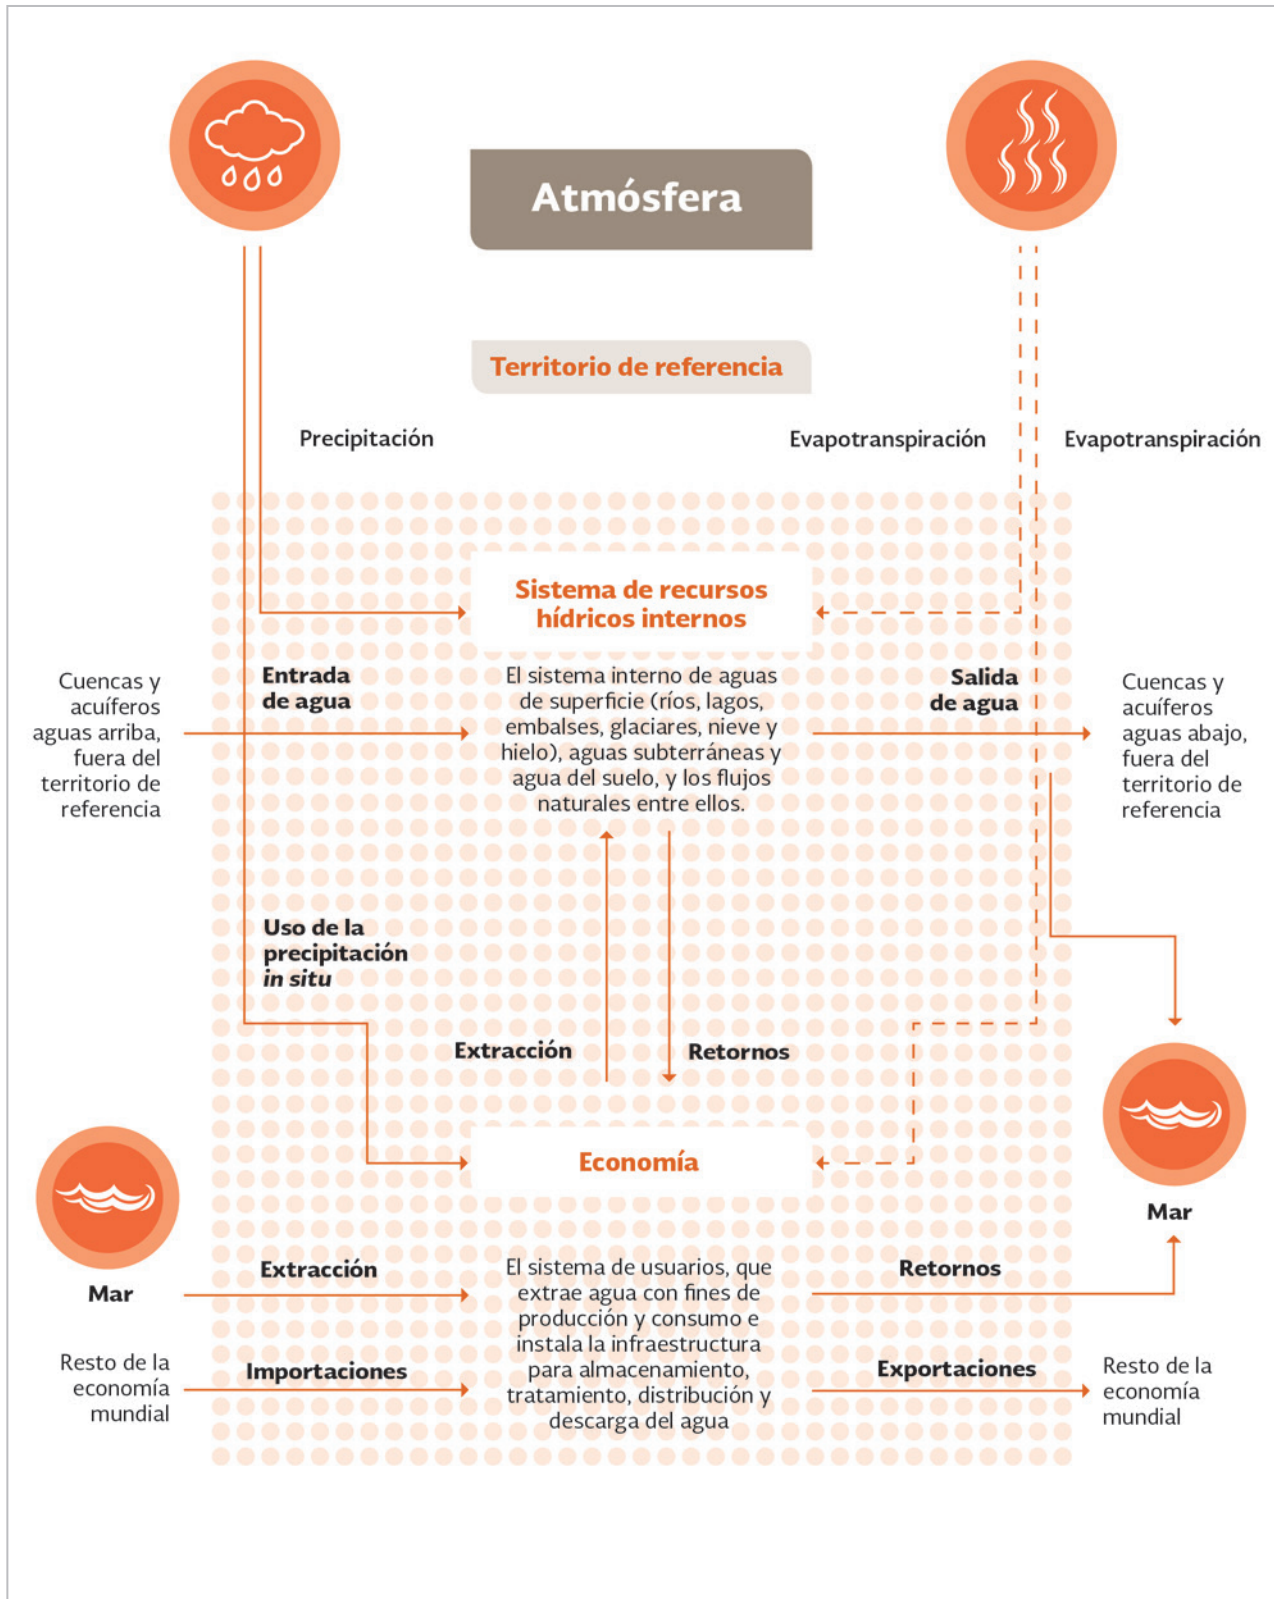 Atmósfera
Territorio de referencia
Precipitación
Evapotranspiración
Evapotranspiración
Sistema de recursos
hídricos internos
Cuencas y
acuíferos
aguas arriba,
fuera del
territorio de
referencia
Entrada
de agua
El sistema interno de aguas
de superficie (ríos, lagos,
embalses, glaciares, nieve y
hielo), aguas subterráneas y
agua del suelo, y los flujos
naturales entre ellos.
Salida
de agua
Cuencas y
acuíferos
aguas abajo,
fuera del
territorio de
referencia
Uso de la
precipitación
in situ
Extracción
Retornos
Economía
Mar
Mar
Extracción
El sistema de usuarios, que
extrae agua con fines de
producción y consumo e
instala la infraestructura
para almacenamiento,
tratamiento, distribución y
descarga del agua
Retornos
Resto de la
economía
mundial
Importaciones
Exportaciones
Resto de la
economía
mundial